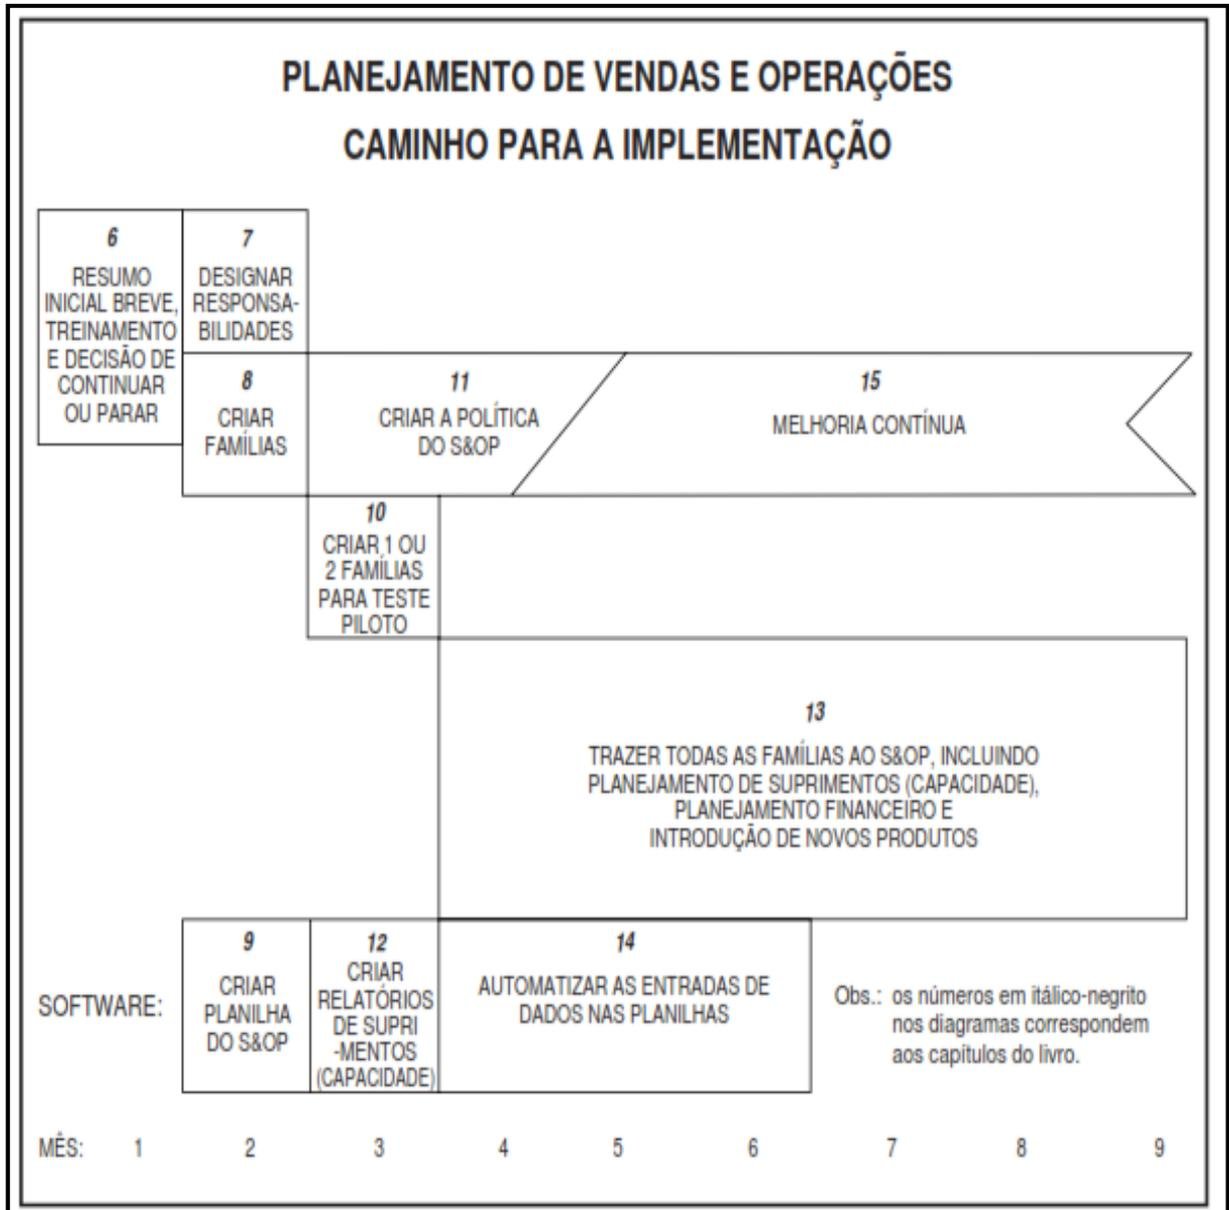 PLANEJAMENTO DE VENDAS E OPERAÇÕES
CAMINHO PARA A IMPLEMENTAÇÃO
6
RESUMO
INICIAL BREVE,
TREINAMENTO
E DECISÃO DE
CONTINUAR
OU PARAR
7
DESIGNAR
RESPONSA-
BILIDADES
8
CRIAR
FAMÍLIAS
11
CRIAR A POLÍTICA
DO S&OP
15
MELHORIA CONTÍNUA
10
CRIAR 1 OU
2 FAMÍLIAS
PARA TESTE
PILOTO
13
TRAZER TODAS AS FAMÍLIAS AO S&OP, INCLUINDO
PLANEJAMENTO DE SUPRIMENTOS (CAPACIDADE),
PLANEJAMENTO FINANCEIRO E
INTRODUÇÃO DE NOVOS PRODUTOS
SOFTWARE:
9
CRIAR
PLANILHA
DO S&OP
12
CRIAR
RELATÓRIOS
DE SUPRI
-MENTOS
(CAPACIDADE)
14
AUTOMATIZAR AS ENTRADAS DE
DADOS NAS PLANILHAS
Obs.: os números em itálico-negrito
nos diagramas correspondem
aos capítulos do livro.
MÊS: 1 2 3 4 5 6 7 8 9